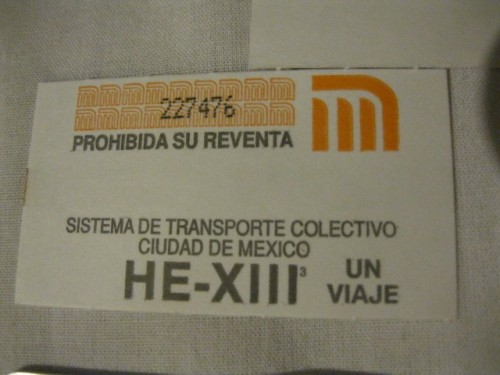 227476
PROHIBIDA SU REVENTA
SISTEMA DE TRANSPORTE COLECTIVO
CIUDAD DE MEXICO
HE-XIII³ UN VIAJE